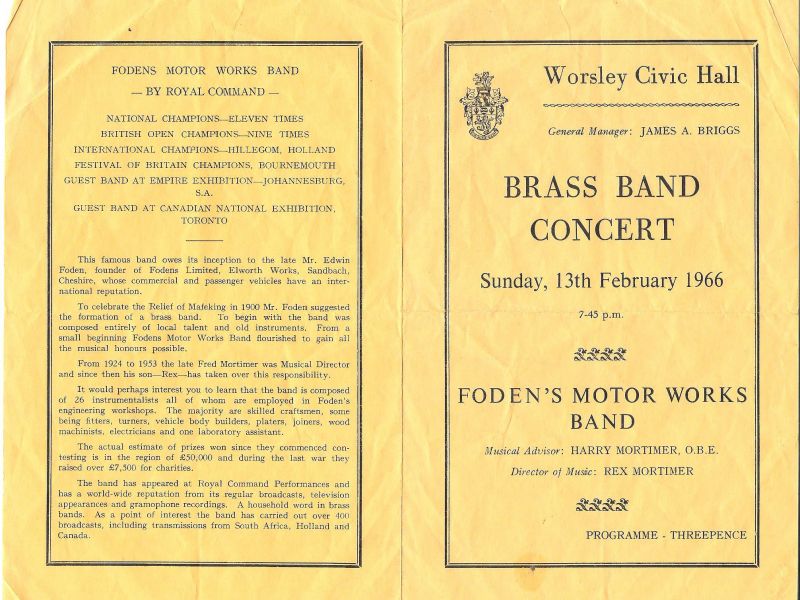 FODENS MOTOR WORKS BAND
— BY ROYAL COMMAND —
NATIONAL CHAMPIONS—ELEVEN TIMES
BRITISH OPEN CHAMPIONS—NINE TIMES
INTERNATIONAL CHAMPIONS—HILLEGOM, HOLLAND
FESTIVAL OF BRITAIN CHAMPIONS, BOURNEMOUTH
GUEST BAND AT EMPIRE EXHIBITION—JOHANNESBURG,
S.A.
GUEST BAND AT CANADIAN NATIONAL EXHIBITION,
TORONTO
This famous band owes its inception to the late Mr. Edwin
Foden, founder of Fodens Limited, Elworth Works, Sandbach,
Cheshire, whose commercial and passenger vehicles have an inter-
national reputation.
To celebrate the Relief of Mafeking in 1900 Mr. Foden suggested
the formation of a brass band. To begin with the band was
composed entirely of local talent and old instruments. From a
small beginning Fodens Motor Works Band flourished to gain all
the musical honours possible.
From 1924 to 1953 the late Fred Mortimer was Musical Director
and since then his son—Rex—has taken over this responsibility.
It would perhaps interest you to learn that the band is composed
of 26 instrumentalists all of whom are employed in Foden's
engineering workshops. The majority are skilled craftsmen, some
being fitters, turners, vehicle body builders, platers, joiners, wood
machinists, electricians and one laboratory assistant.
The actual estimate of prizes won since they commenced con-
testing is in the region of £50,000 and during the last war they
raised over £7,500 for charities.
The band has appeared at Royal Command Performances and
has a world-wide reputation from its regular broadcasts, television
appearances and gramophone recordings. A household word in brass
bands. As a point of interest the band has carried out over 400
broadcasts, including transmissions from South Africa, Holland and
Canada.
Worsley Civic Hall
General Manager: JAMES A. BRIGGS
BRASS BAND
CONCERT
Sunday, 13th February 1966
7-45 p.m.
FODEN'S MOTOR WORKS
BAND
Musical Advisor: HARRY MORTIMER, O.B.E.
Director of Music: REX MORTIMER
PROGRAMME - THREEPENCE